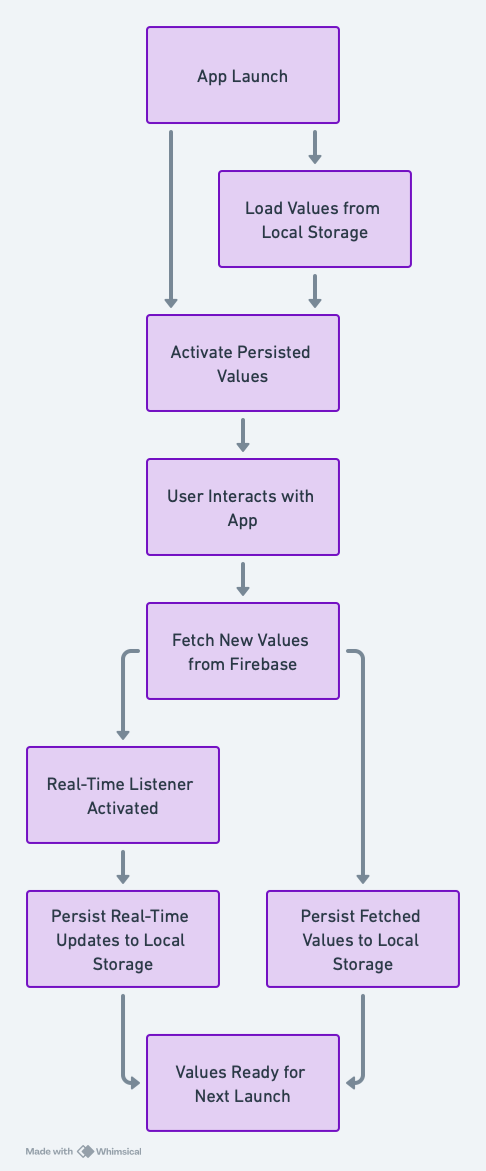 App Launch
Load Values from
Local Storage
Activate Persisted
Values
User Interacts with
App
Fetch New Values
from Firebase
Real-Time Listener
Activated
Persist Real-Time
Updates to Local
Storage
Persist Fetched
Values to Local
Storage
Values Ready for
Next Launch
Made with Whimsical